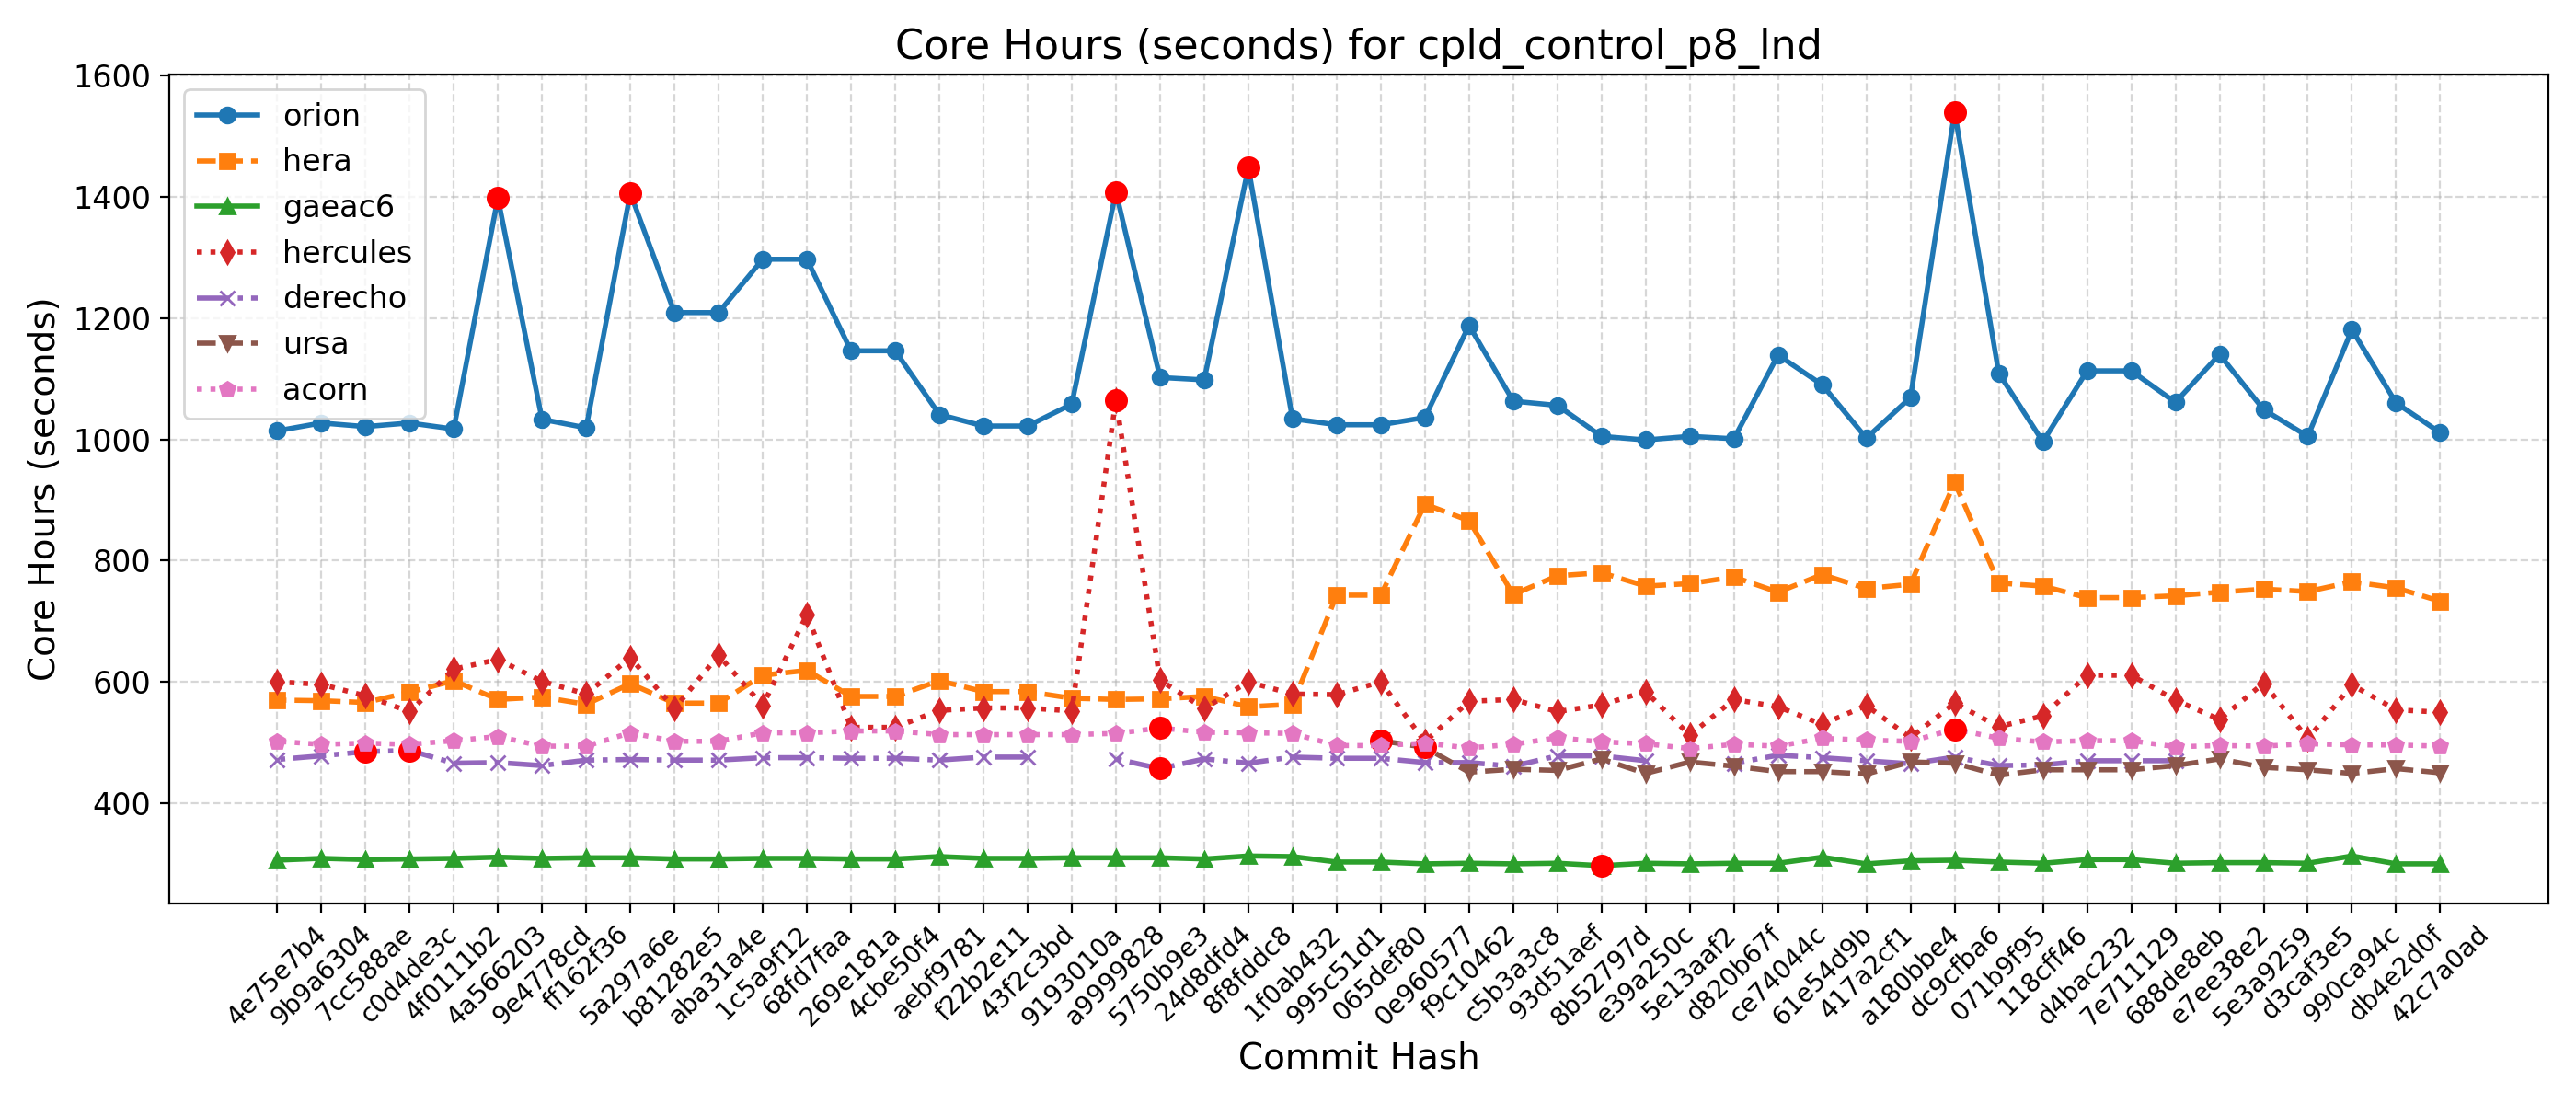 Core Hours (seconds) for cpld_control_p8_lnd
Core Hours (seconds)
1600
1400
1200
1000
800
600
400
orion
hera
gaeac6
hercules
derecho
ursa
acorn
4e75e7b4
9b9a6304
7cc588ae
c0d4de3c
4f0111b2
4a566203
9e4778cd
ff162f36
5a297a6e
b81282e5
aba31a4e
1c5a9f12
68fd7faa
269e181a
4cbe50f4
aebf9781
f22b2e11
43f2c3bd
9193010a
a9999828
5750b9e3
24d8dfd4
8f8fddc8
1f0ab432
995c51d1
065def80
0e960577
f9c10462
c5b3a3c8
93d51aef
8b52797d
e39a250c
5e13aaf2
d820b67f
ce74044c
61e54d9b
417a2cf1
a180bbe4
dc9cfba6
071b9f95
118cff46
d4bac232
7e711129
688de8eb
e7ee38e2
5e3a9259
d3caf3e5
990ca94c
db4e2d0f
42c7a0ad
Commit Hash